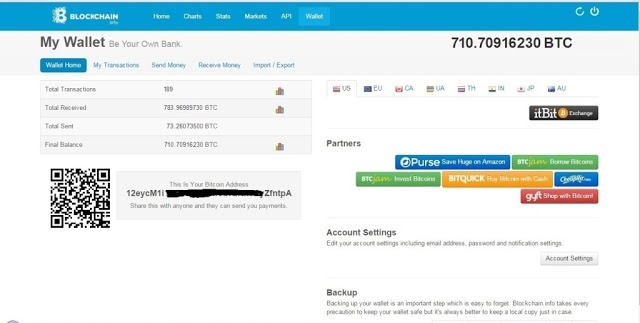 BLOCKCHAIN info Home Charts Stats Markets API Wallet
My Wallet Be Your Own Bank.
710.70916230 BTC
Wallet Home My Transactions Send Money Receive Money Import / Export
Total Transactions 189
Total Received 783.96989730 BTC
Total Sent 73.26073500 BTC
Final Balance 710.70916230 BTC
This Is Your Bitcoin Address
12eycM1i ZfntpA
Share this with anyone and they can send you payments.
US EU CA UA TH IN JP AU
itBit Exchange
Partners
Purse Save Huge on Amazon BTCjam Borrow Bitcoins
BTCjam Invest Bitcoins BITQUICK Buy Bitcoin with Cash
gyft Shop with Bitcoin!
Account Settings
Edit your account settings including email address, password and notification settings.
Account Settings
Backup
Backing up your wallet is an important step which is easy to forget. Blockchain info takes every
precaution to keep your wallet safe but it's always better to keep a local copy just in case.